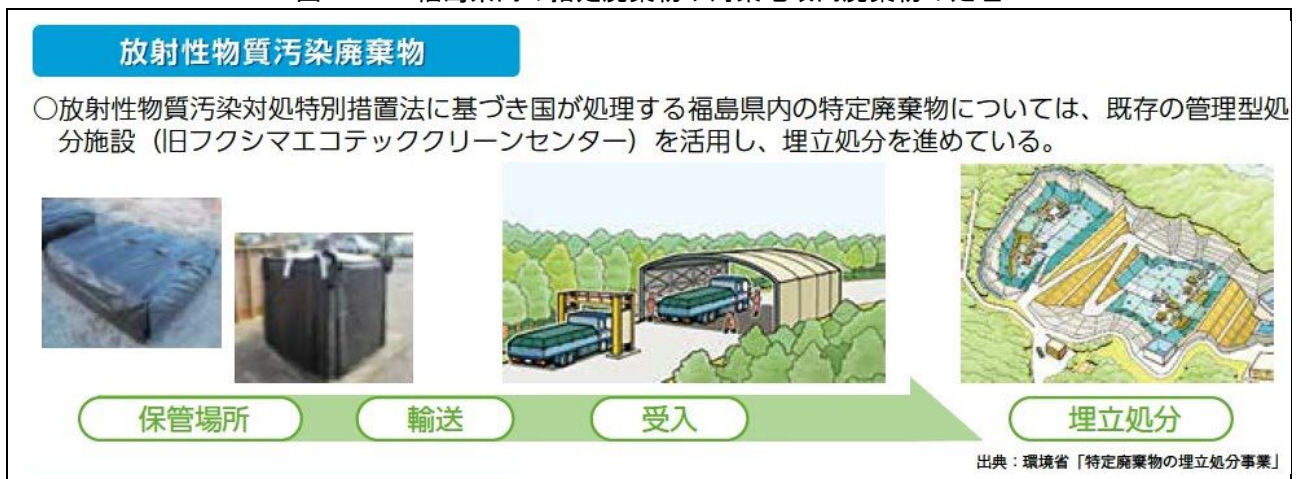 放射性物質汚染廃棄物
○放射性物質汚染対処特別措置法に基づき国が処理する福島県内の特定廃棄物については、既存の管理型処
分施設（旧フクシマエコテッククリーンセンター）を活用し、埋立処分を進めている。
保管場所 輸送 受入 埋立処分
出典：環境省「特定廃棄物の埋立処分事業」